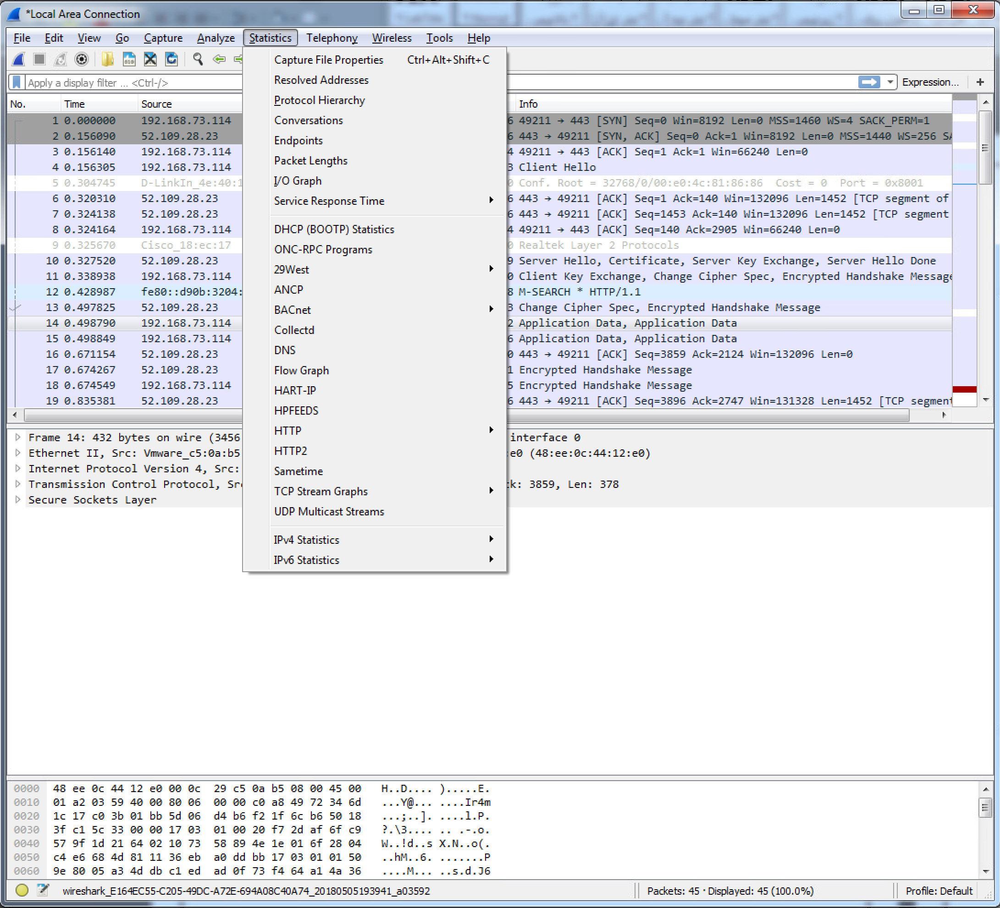 *Local Area Connection
File Edit View Go Capture Analyze Statistics Telephony Wireless Tools Help
Apply a display filter ... <Ctrl-/>
Expression... +
No. Time Source Info
1 0.000000 192.168.73.114 6 49211 → 443 [SYN] Seq=0 Win=8192 Len=0 MSS=1460 WS=4 SACK_PERM=1
2 0.156090 52.109.28.23 6 443 → 49211 [SYN, ACK] Seq=0 Ack=1 Win=8192 Len=0 MSS=1440 WS=256 SA
3 0.156140 192.168.73.114 4 49211 → 443 [ACK] Seq=1 Ack=1 Win=66240 Len=0
4 0.156305 192.168.73.114 3 Client Hello
5 0.304745 D-LinkIn_4e:40:1 0 Conf. Root = 32768/0/00:e0:4c:81:86:86 Cost = 0 Port = 0x8001
6 0.320310 52.109.28.23 6 443 → 49211 [ACK] Seq=1 Ack=140 Win=132096 Len=1452 [TCP segment of
7 0.324138 52.109.28.23 6 443 → 49211 [ACK] Seq=1453 Ack=140 Win=132096 Len=1452 [TCP segment
8 0.324164 192.168.73.114 4 49211 → 443 [ACK] Seq=140 Ack=2905 Win=66240 Len=0
9 0.325670 Cisco_18:ec:17 0 Realtek Layer 2 Protocols
10 0.327520 52.109.28.23 9 Server Hello, Certificate, Server Key Exchange, Server Hello Done
11 0.338938 192.168.73.114 0 Client Key Exchange, Change Cipher Spec, Encrypted Handshake Message
12 0.428987 fe80::d90b:3204: 8 M-SEARCH * HTTP/1.1
13 0.497825 52.109.28.23 3 Change Cipher Spec, Encrypted Handshake Message
14 0.498790 192.168.73.114 2 Application Data, Application Data
15 0.498849 192.168.73.114 6 Application Data, Application Data
16 0.671154 52.109.28.23 0 443 → 49211 [ACK] Seq=3859 Ack=2124 Win=132096 Len=0
17 0.674267 52.109.28.23 1 Encrypted Handshake Message
18 0.674549 192.168.73.114 5 Encrypted Handshake Message
19 0.835381 52.109.28.23 6 443 → 49211 [ACK] Seq=3896 Ack=2747 Win=131328 Len=1452 [TCP segment
Capture File Properties Ctrl+Alt+Shift+C
Resolved Addresses
Protocol Hierarchy
Conversations
Endpoints
Packet Lengths
I/O Graph
Service Response Time
DHCP (BOOTP) Statistics
ONC-RPC Programs
29West
ANCP
BACnet
Collectd
DNS
Flow Graph
HART-IP
HPFEEDS
HTTP
HTTP2
Sametime
TCP Stream Graphs
UDP Multicast Streams
IPv4 Statistics
IPv6 Statistics
Frame 14: 432 bytes on wire (3456 interface 0
Ethernet II, Src: Vmware_c5:0a:b5 :e0 (48:ee:0c:44:12:e0)
Internet Protocol Version 4, Src:
Transmission Control Protocol, Src ck: 3859, Len: 378
Secure Sockets Layer
0000 48 ee 0c 44 12 e0 00 0c 29 c5 0a b5 08 00 45 00 H..D.... ).....E.
0010 01 a2 03 59 40 00 80 06 00 00 c0 a8 49 72 34 6d ...Y@... ....Ir4m
0020 1c 17 c0 3b 01 bb 5d 06 d4 b6 f2 1f 6c b6 50 18 ...;..]. ....l.P.
0030 3f c1 5c 33 00 00 17 03 01 00 20 f7 2d af 6f c9 ?.\3.... .. .-.o.
0040 57 9f 1d 21 64 02 10 73 58 89 4e 1e 01 6f 28 04 W..!d..s X.N..o(.
0050 c4 e6 68 4d 81 11 36 eb a0 dd bb 17 03 01 01 50 ..hM..6. .......P
0060 9e 80 05 a3 4d db c1 ed ad 0f 73 f4 64 a1 4a 36 ....M... ..s.d.J6
wireshark_E164EC55-C205-49DC-A72E-694A08C40A74_20180505193941_a03592 Packets: 45 · Displayed: 45 (100.0%) Profile: Default